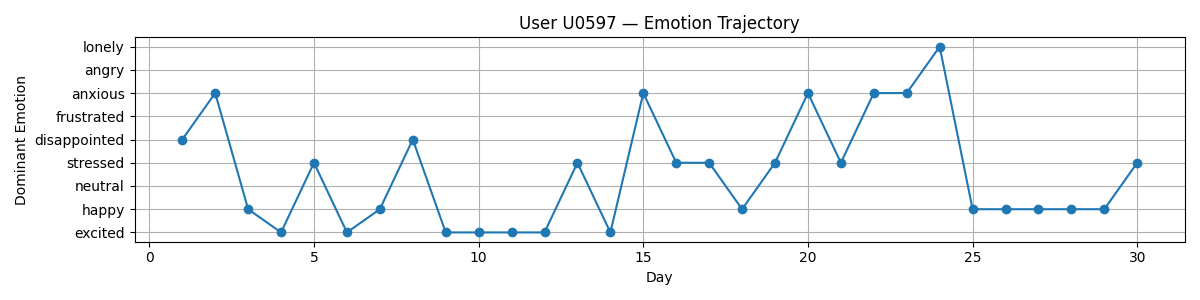 User U0597 — Emotion Trajectory
Dominant Emotion
lonely
angry
anxious
frustrated
disappointed
stressed
neutral
happy
excited
0 5 10 15 20 25 30
Day